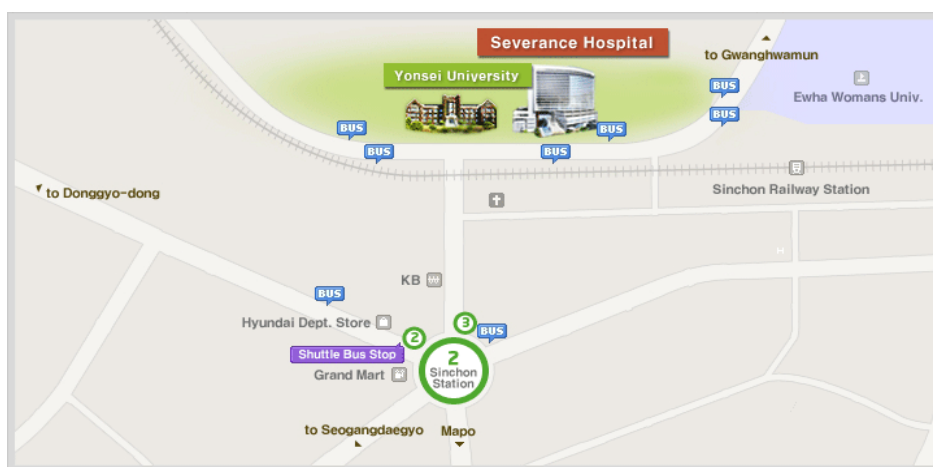 Severance Hospital
to Gwanghwamun
Yonsei University
BUS
Ewha Womans Univ.
BUS
BUS
BUS
BUS
BUS
to Donggyo-dong
Sinchon Railway Station
KB
BUS
Hyundai Dept. Store
2
3
BUS
Shuttle Bus Stop
2
Sinchon
Station
Grand Mart
to Seogangdaegyo
Mapo